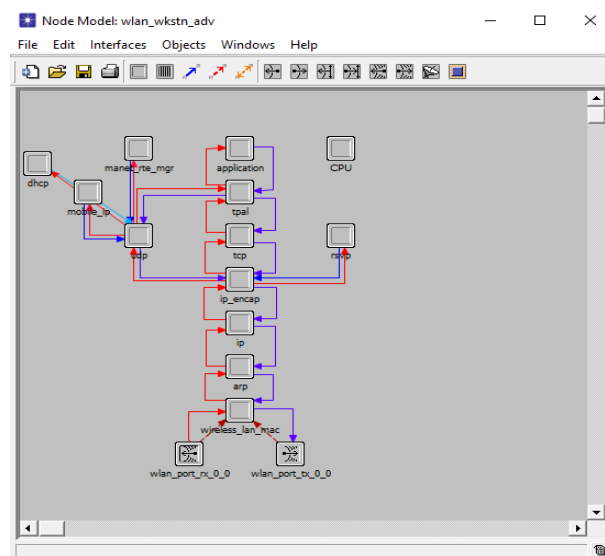 Node Model: wlan_wkstn_adv
File Edit Interfaces Objects Windows Help
manet_rte_mgr application CPU
dhcp
mobile_ip tpal
udp tcp rsvp
ip_encap
ip
arp
wireless_lan_mac
wlan_port_rx_0_0 wlan_port_tx_0_0